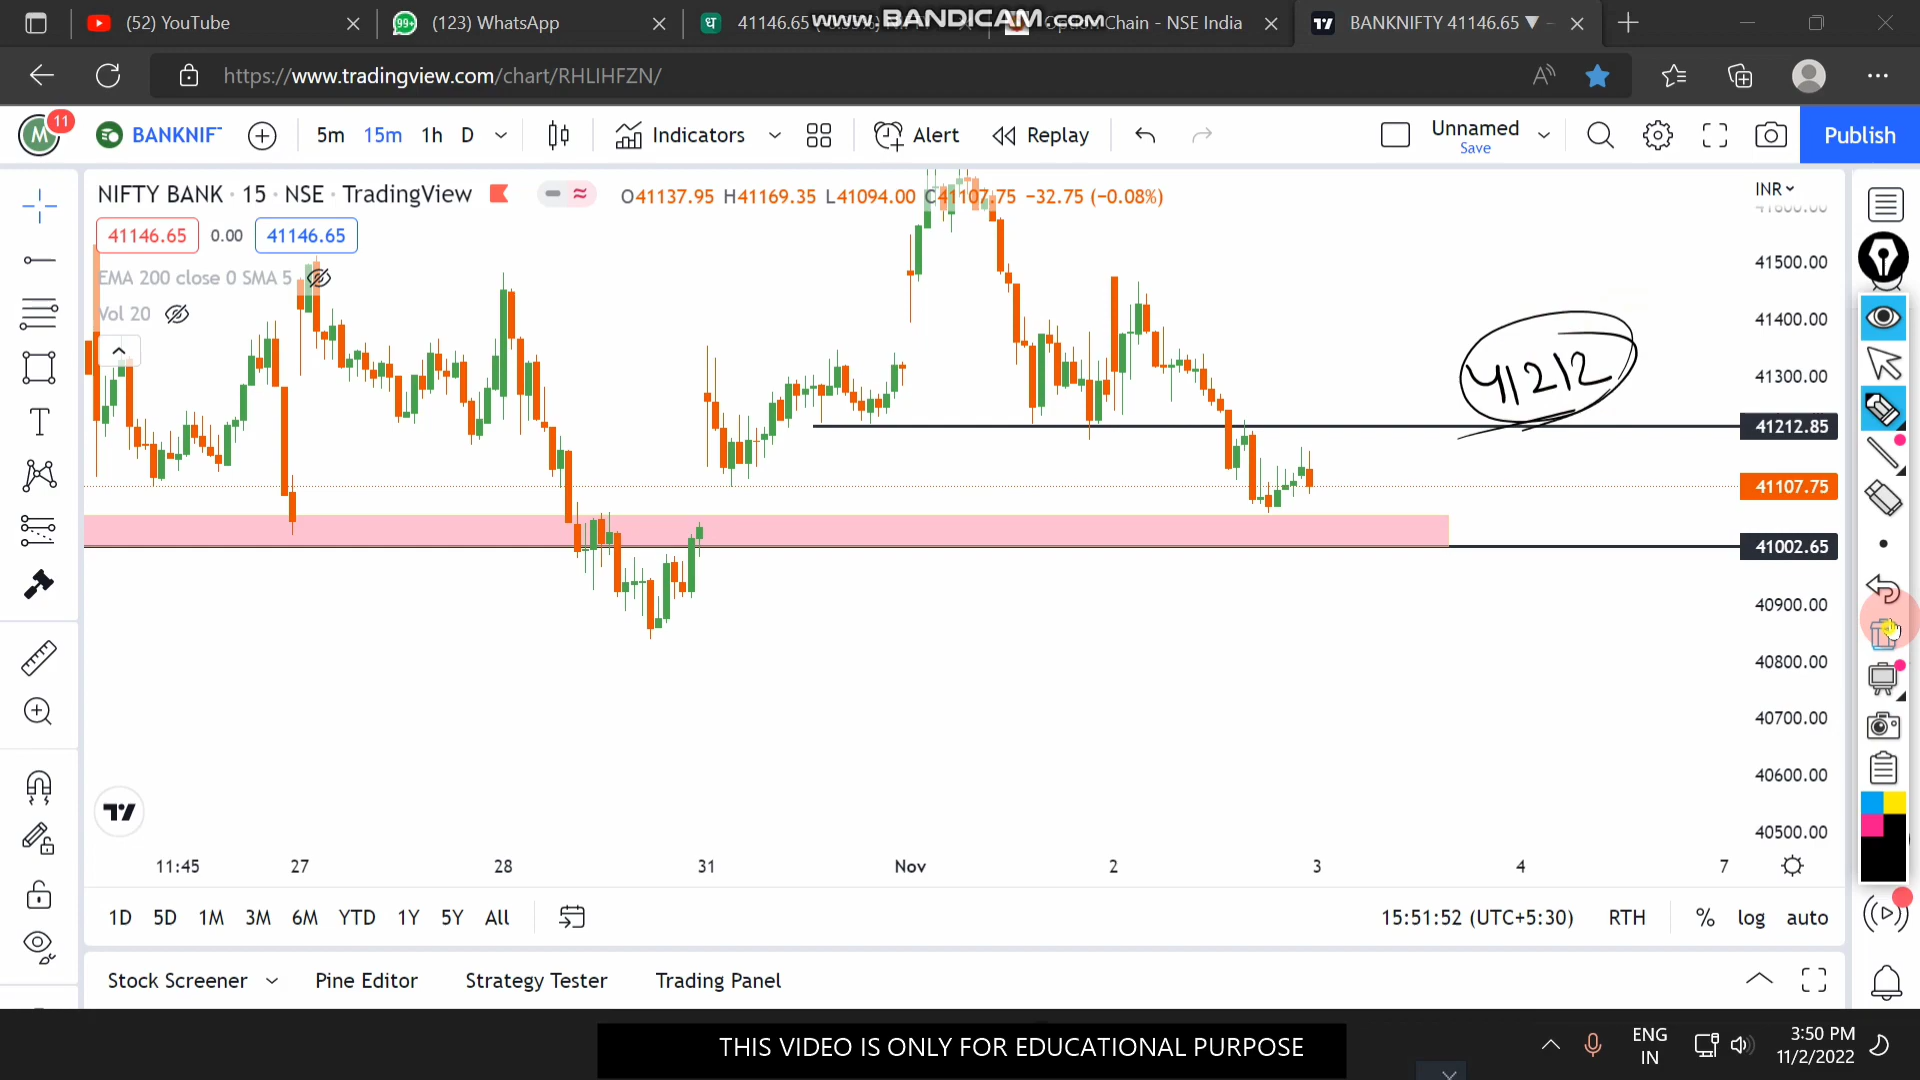 (52) YouTube
(123) WhatsApp
41146.65
www.BANDICAM.com
Chain - NSE India
BANKNIFTY 41146.65 ▼
https://www.tradingview.com/chart/RHLIHFZN/
M
11
BANKNIF
5m
15m
1h
D
Indicators
Alert
Replay
Unnamed
Save
Publish
NIFTY BANK · 15 · NSE · TradingView
O41137.95 H41169.35 L41094.00 C41107.75 −32.75 (−0.08%)
INR
41146.65
0.00
41146.65
EMA 200 close 0 SMA 5
Vol 20
41500.00
41400.00
41300.00
41212
41212.85
41107.75
41002.65
40900.00
40800.00
40700.00
40600.00
40500.00
11:45
27
28
31
Nov
2
3
4
7
1D
5D
1M
3M
6M
YTD
1Y
5Y
All
15:51:52 (UTC+5:30)
RTH
%
log
auto
Stock Screener
Pine Editor
Strategy Tester
Trading Panel
THIS VIDEO IS ONLY FOR EDUCATIONAL PURPOSE
ENG
IN
3:50 PM
11/2/2022